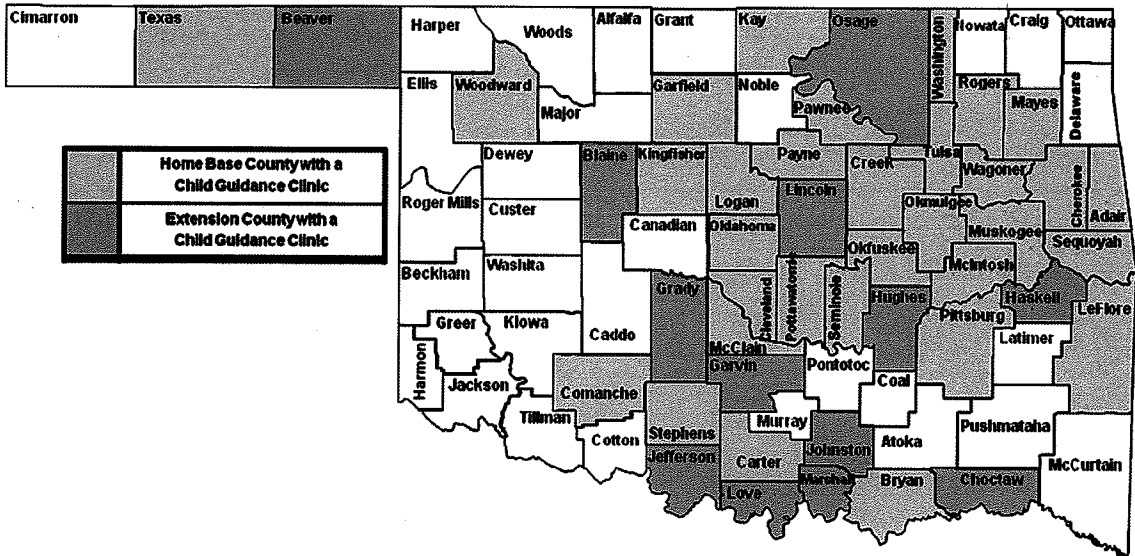 Cimarron
Texas
Beaver
Harper
Woods
Alfalfa
Grant
Kay
Osage
Washington
Nowata
Craig
Ottawa
Ellis
Woodward
Major
Garfield
Noble
Pawnee
Rogers
Mayes
Delaware
Home Base County with a
Child Guidance Clinic
Extension County with a
Child Guidance Clinic
Dewey
Blaine
Kingfisher
Payne
Creek
Tulsa
Wagoner
Cherokee
Adair
Roger Mills
Custer
Logan
Lincoln
Okmulgee
Muskogee
Canadian
Oklahoma
Okfuskee
McIntosh
Sequoyah
Beckham
Washita
Grady
Cleveland
Pottawatomie
Seminole
Hughes
Pittsburg
Haskell
LeFlore
Greer
Kiowa
Caddo
McClain
Garvin
Pontotoc
Latimer
Harmon
Jackson
Comanche
Coal
Tillman
Cotton
Stephens
Murray
Johnston
Atoka
Pushmataha
Jefferson
Carter
Love
Marshall
Bryan
Choctaw
McCurtain